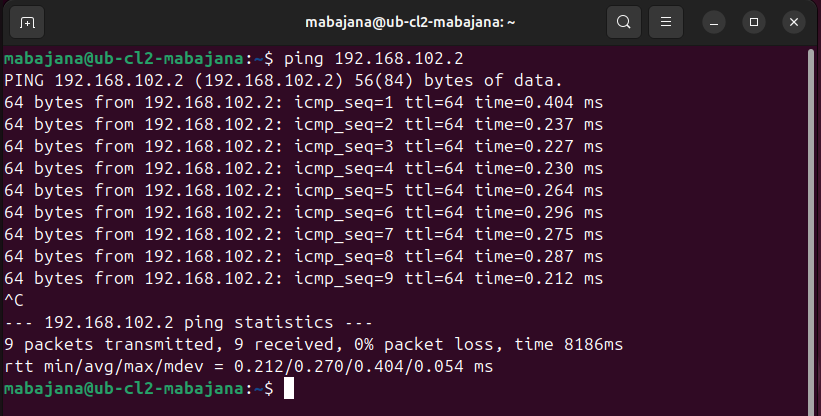 mabajana@ub-cl2-mabajana: ~
mabajana@ub-cl2-mabajana:~$ ping 192.168.102.2
PING 192.168.102.2 (192.168.102.2) 56(84) bytes of data.
64 bytes from 192.168.102.2: icmp_seq=1 ttl=64 time=0.404 ms
64 bytes from 192.168.102.2: icmp_seq=2 ttl=64 time=0.237 ms
64 bytes from 192.168.102.2: icmp_seq=3 ttl=64 time=0.227 ms
64 bytes from 192.168.102.2: icmp_seq=4 ttl=64 time=0.230 ms
64 bytes from 192.168.102.2: icmp_seq=5 ttl=64 time=0.264 ms
64 bytes from 192.168.102.2: icmp_seq=6 ttl=64 time=0.296 ms
64 bytes from 192.168.102.2: icmp_seq=7 ttl=64 time=0.275 ms
64 bytes from 192.168.102.2: icmp_seq=8 ttl=64 time=0.287 ms
64 bytes from 192.168.102.2: icmp_seq=9 ttl=64 time=0.212 ms
^C
--- 192.168.102.2 ping statistics ---
9 packets transmitted, 9 received, 0% packet loss, time 8186ms
rtt min/avg/max/mdev = 0.212/0.270/0.404/0.054 ms
mabajana@ub-cl2-mabajana:~$